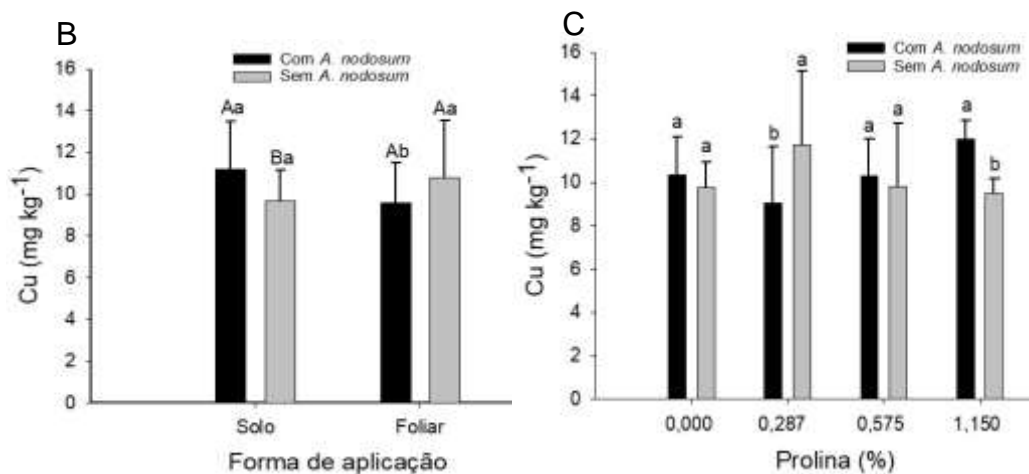 B
Com A. nodosum
Sem A. nodosum
16
14
12
10
8
6
4
2
0
Cu (mg kg⁻¹)
Aa
Ba
Ab
Aa
Solo
Foliar
Forma de aplicação
C
Com A. nodosum
Sem A. nodosum
16
14
12
10
8
6
4
2
0
Cu (mg kg⁻¹)
a
a
b
a
a
a
a
b
0,000
0,287
0,575
1,150
Prolina (%)